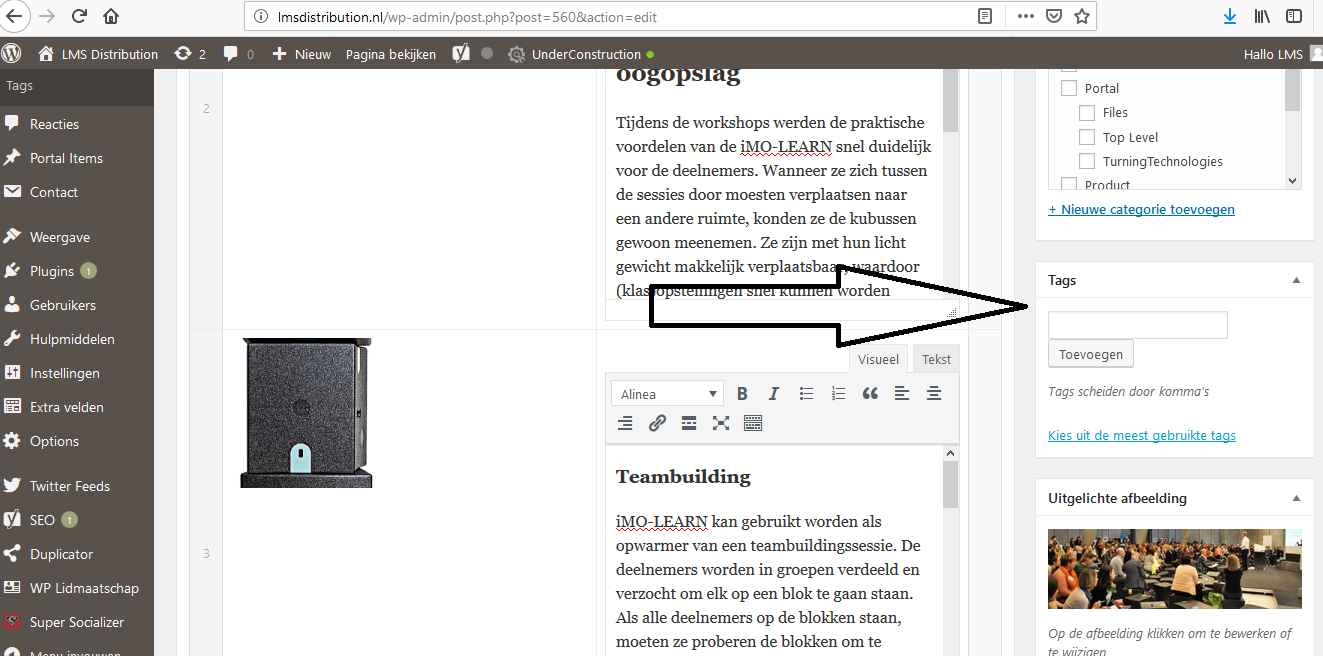 lmsdistribution.nl/wp-admin/post.php?post=560&action=edit
LMS Distribution
2
0
Nieuw
Pagina bekijken
UnderConstruction
Hallo LMS
Tags
Reacties
Portal Items
Contact
Weergave
Plugins 1
Gebruikers
Hulpmiddelen
Instellingen
Extra velden
Options
Twitter Feeds
SEO 1
Duplicator
WP Lidmaatschap
Super Socializer
Menu invouwen
2
oogopslag
Tijdens de workshops werden de praktische
voordelen van de iMO-LEARN snel duidelijk
voor de deelnemers. Wanneer ze zich tussen
de sessies door moesten verplaatsen naar
een andere ruimte, konden ze de kubussen
gewoon meenemen. Ze zijn met hun licht
gewicht makkelijk verplaatsbaar, waardoor
(klas)opstellingen snel kunnen worden
3
Visueel
Tekst
Alinea
B
I
Teambuilding
iMO-LEARN kan gebruikt worden als
opwarmer van een teambuildingssessie. De
deelnemers worden in groepen verdeeld en
verzocht om elk op een blok te gaan staan.
Als alle deelnemers op de blokken staan,
moeten ze proberen de blokken om te
Portal
Files
Top Level
TurningTechnologies
Product
+ Nieuwe categorie toevoegen
Tags
Toevoegen
Tags scheiden door komma's
Kies uit de meest gebruikte tags
Uitgelichte afbeelding
Op de afbeelding klikken om te bewerken of
te wijzigen